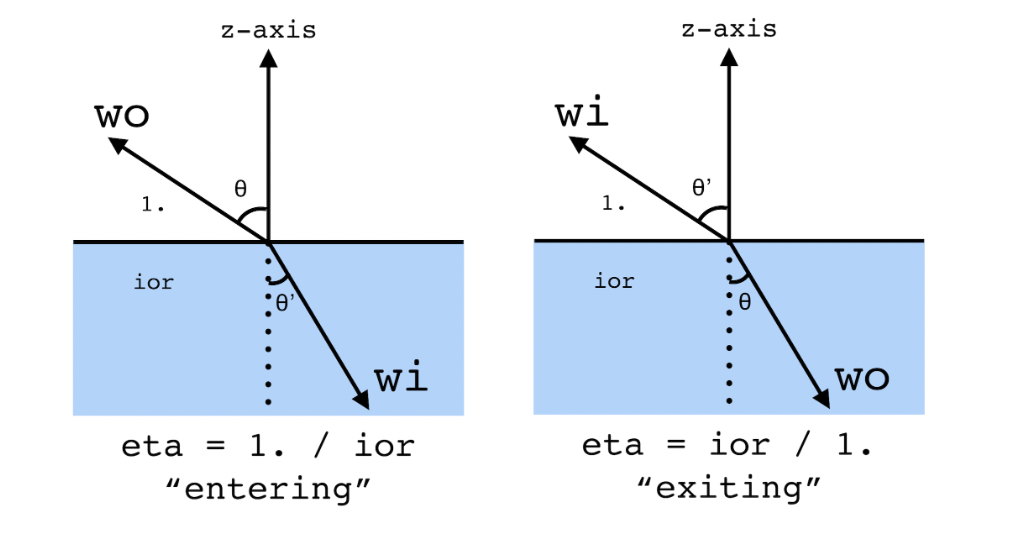 z-axis
wo
θ
1.
ior
θ’
wi
eta = 1. / ior
“entering”
z-axis
wi
θ’
1.
ior
θ
wo
eta = ior / 1.
“exiting”